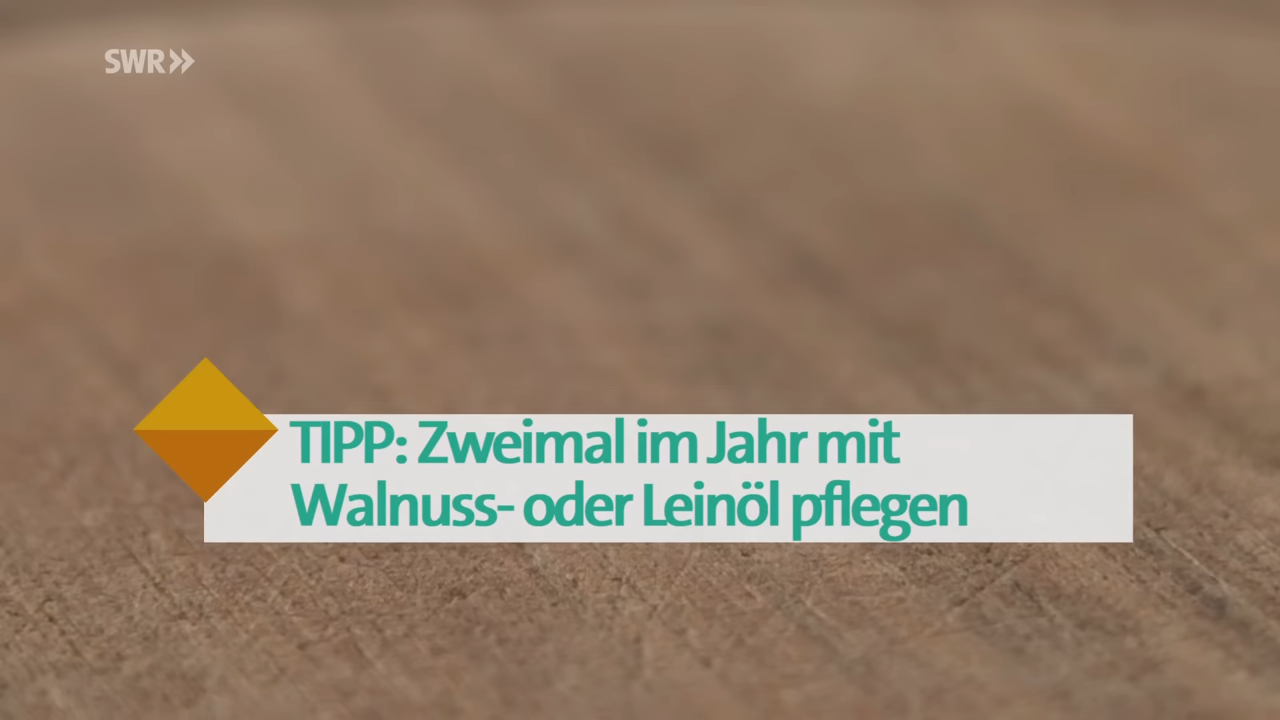 SWR»
TIPP: Zweimal im Jahr mit
Walnuss- oder Leinöl pflegen